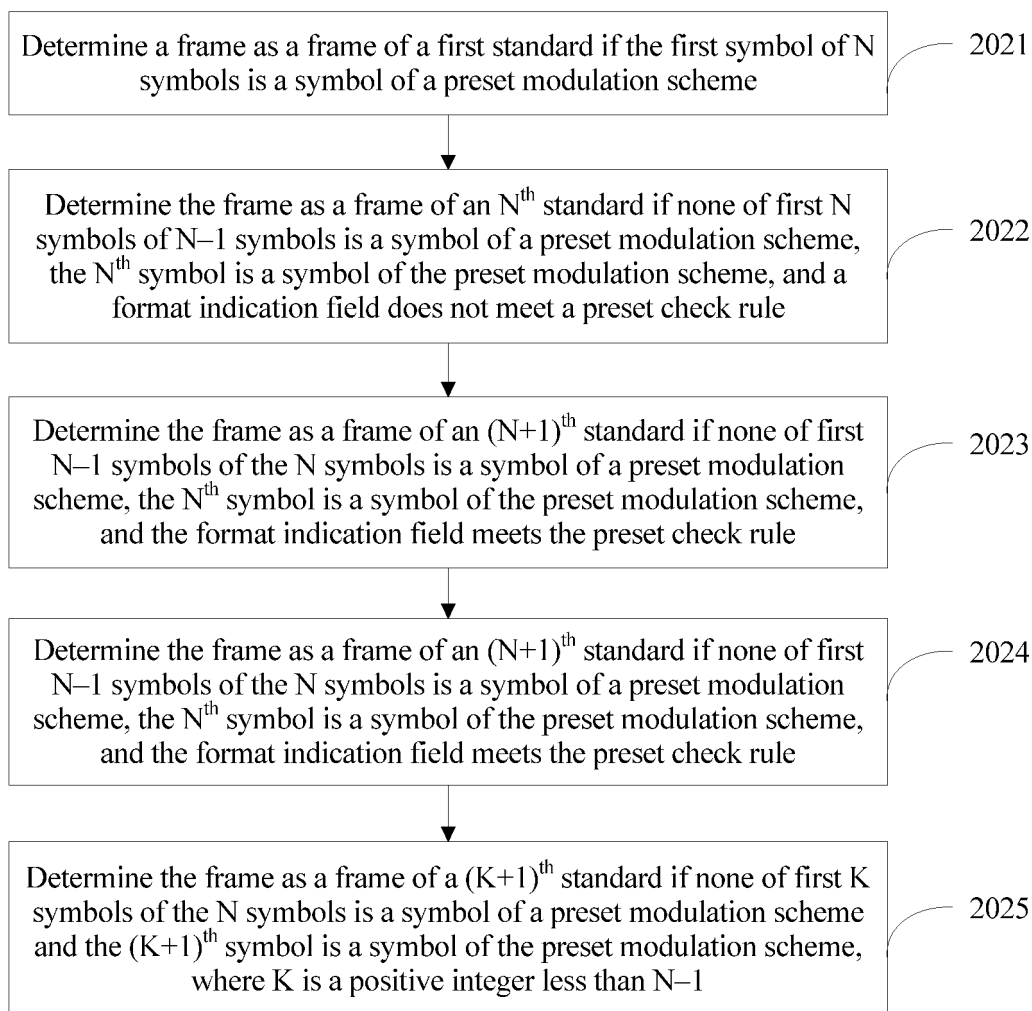 Determine a frame as a frame of a first standard if the first symbol of N
symbols is a symbol of a preset modulation scheme
2021
Determine the frame as a frame of an Nth standard if none of first N
symbols of N–1 symbols is a symbol of a preset modulation scheme,
the Nth symbol is a symbol of the preset modulation scheme, and a
format indication field does not meet a preset check rule
2022
Determine the frame as a frame of an (N+1)th standard if none of first
N–1 symbols of the N symbols is a symbol of a preset modulation
scheme, the Nth symbol is a symbol of the preset modulation scheme,
and the format indication field meets the preset check rule
2023
Determine the frame as a frame of an (N+1)th standard if none of first
N–1 symbols of the N symbols is a symbol of a preset modulation
scheme, the Nth symbol is a symbol of the preset modulation scheme,
and the format indication field meets the preset check rule
2024
Determine the frame as a frame of a (K+1)th standard if none of first K
symbols of the N symbols is a symbol of a preset modulation scheme
and the (K+1)th symbol is a symbol of the preset modulation scheme,
where K is a positive integer less than N–1
2025